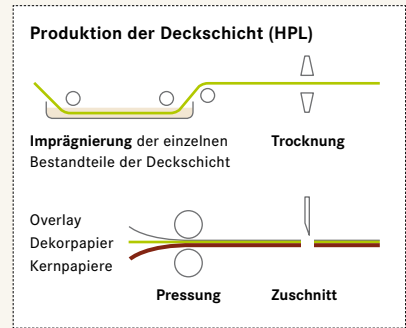 Produktion der Deckschicht (HPL)
Imprägnierung der einzelnen
Bestandteile der Deckschicht
Trocknung
Overlay
Dekorpapier
Kernpapiere
Pressung
Zuschnitt